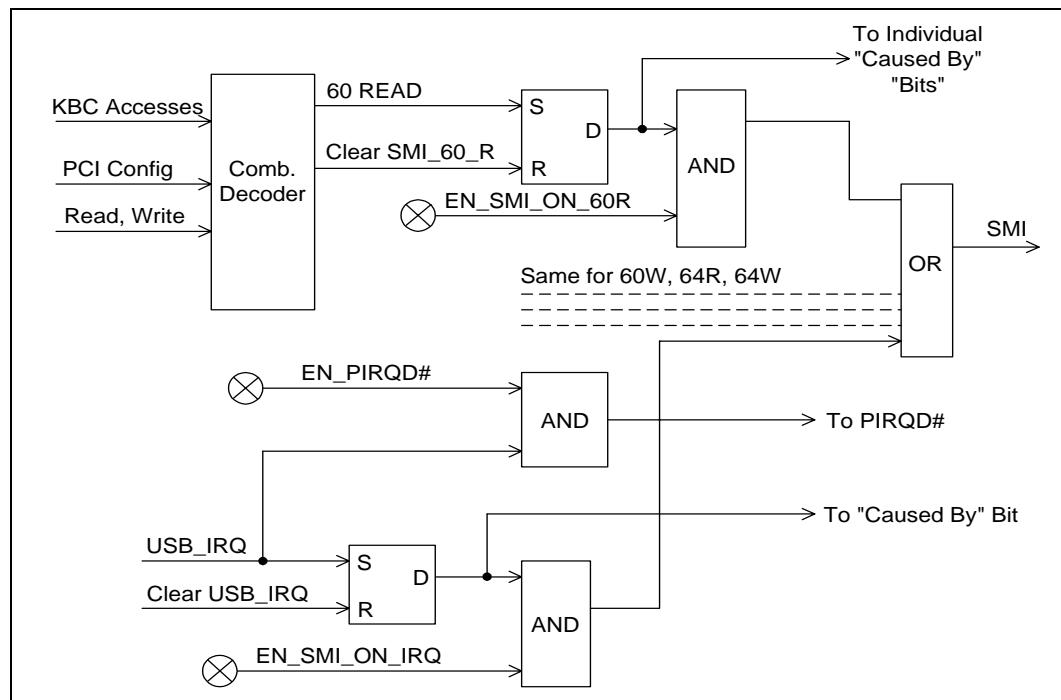 To Individual
"Caused By"
"Bits"
KBC Accesses
PCI Config
Read, Write
Comb.
Decoder
60 READ
Clear SMI_60_R
S
D
R
EN_SMI_ON_60R
AND
OR
SMI
Same for 60W, 64R, 64W
EN_PIRQD#
AND
To PIRQD#
To "Caused By" Bit
USB_IRQ
Clear USB_IRQ
S
D
R
AND
EN_SMI_ON_IRQ